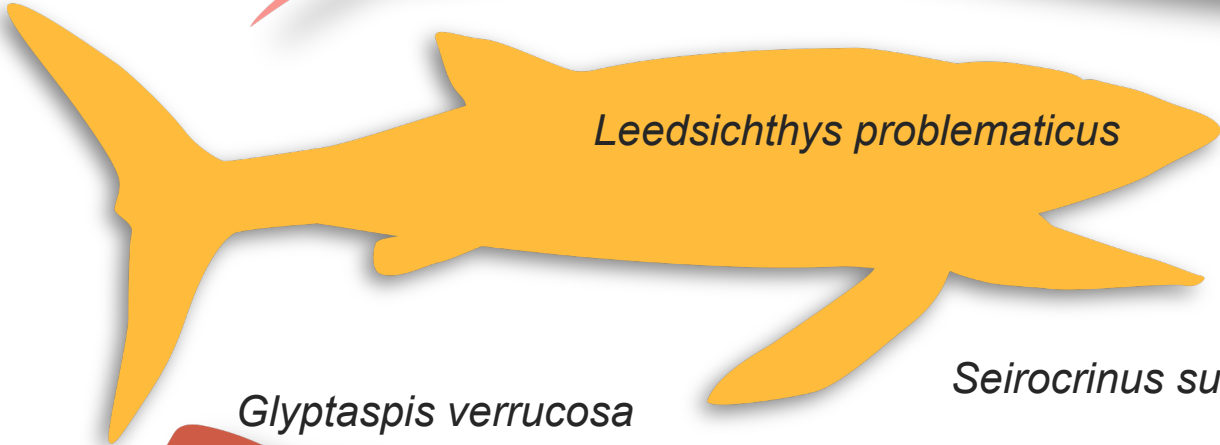 Leedsichthys problematicus
Seirocrinus su
Glyptaspis verrucosa